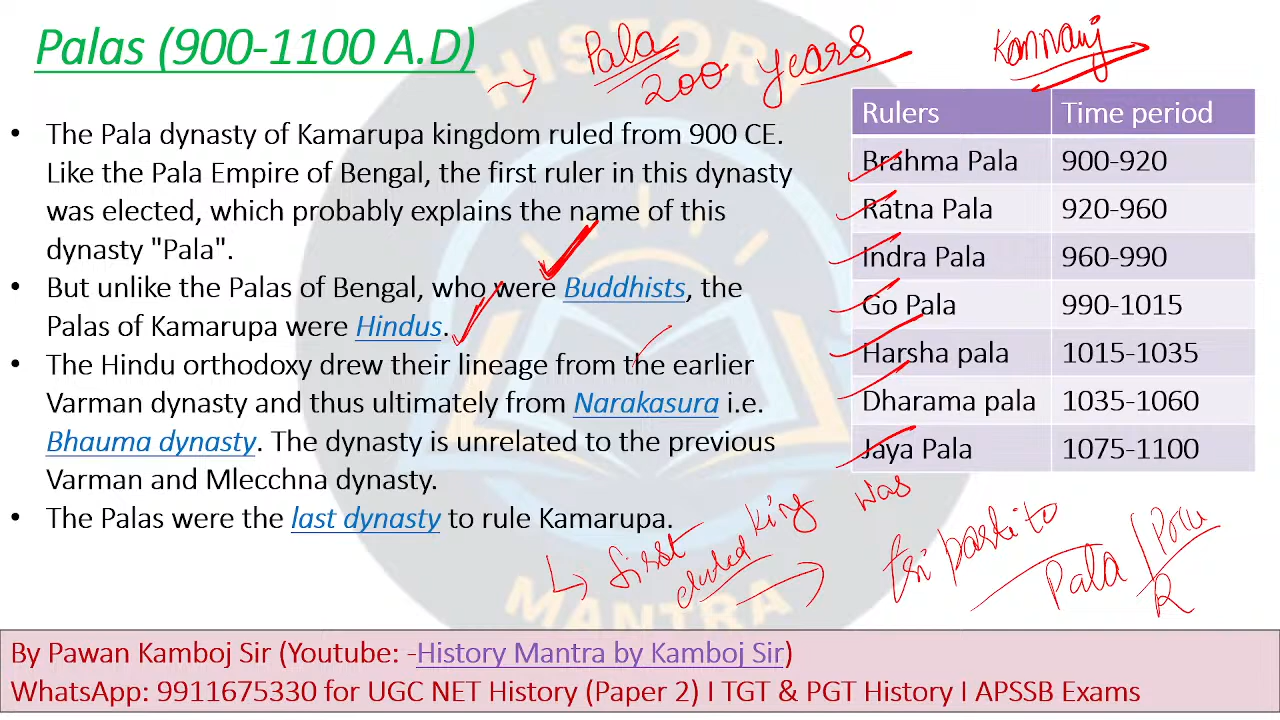 Palas (900-1100 A.D)
Pala
200 years
Kannauj
• The Pala dynasty of Kamarupa kingdom ruled from 900 CE.
Like the Pala Empire of Bengal, the first ruler in this dynasty
was elected, which probably explains the name of this
dynasty "Pala".
• But unlike the Palas of Bengal, who were Buddhists, the
Palas of Kamarupa were Hindus.
• The Hindu orthodoxy drew their lineage from the earlier
Varman dynasty and thus ultimately from Narakasura i.e.
Bhauma dynasty. The dynasty is unrelated to the previous
Varman and Mlecchna dynasty.
• The Palas were the last dynasty to rule Kamarupa.
Rulers Time period
Brahma Pala 900-920
Ratna Pala 920-960
Indra Pala 960-990
Go Pala 990-1015
Harsha pala 1015-1035
Dharama pala 1035-1060
Jaya Pala 1075-1100
first king was
Pala
R
HISTORY
MANTRA
By Pawan Kamboj Sir (Youtube: -History Mantra by Kamboj Sir)
WhatsApp: 9911675330 for UGC NET History (Paper 2) I TGT & PGT History I APSSB Exams